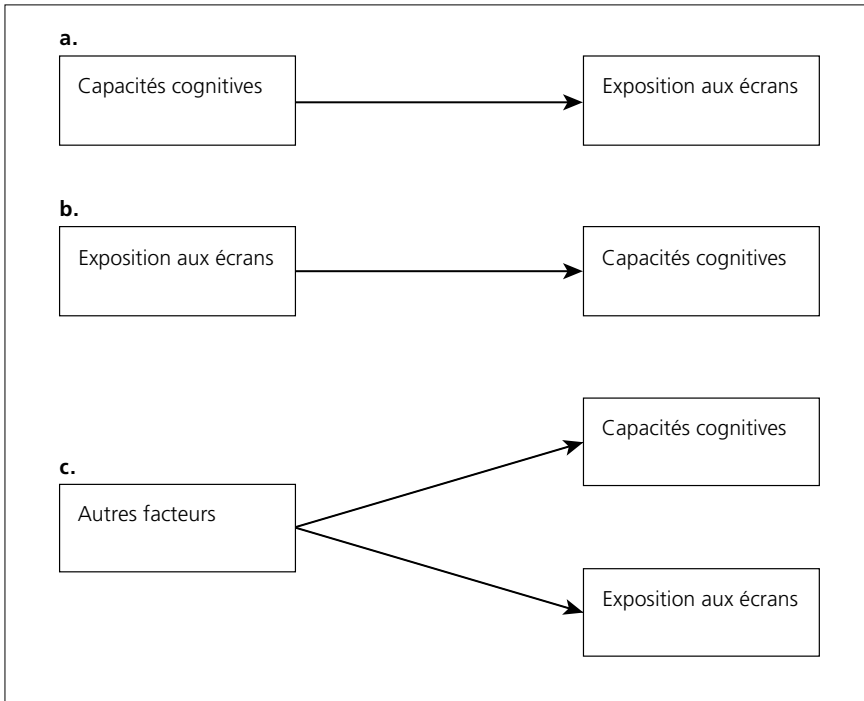 a.
Capacités cognitives
Exposition aux écrans
b.
Exposition aux écrans
Capacités cognitives
c.
Autres facteurs
Capacités cognitives
Exposition aux écrans